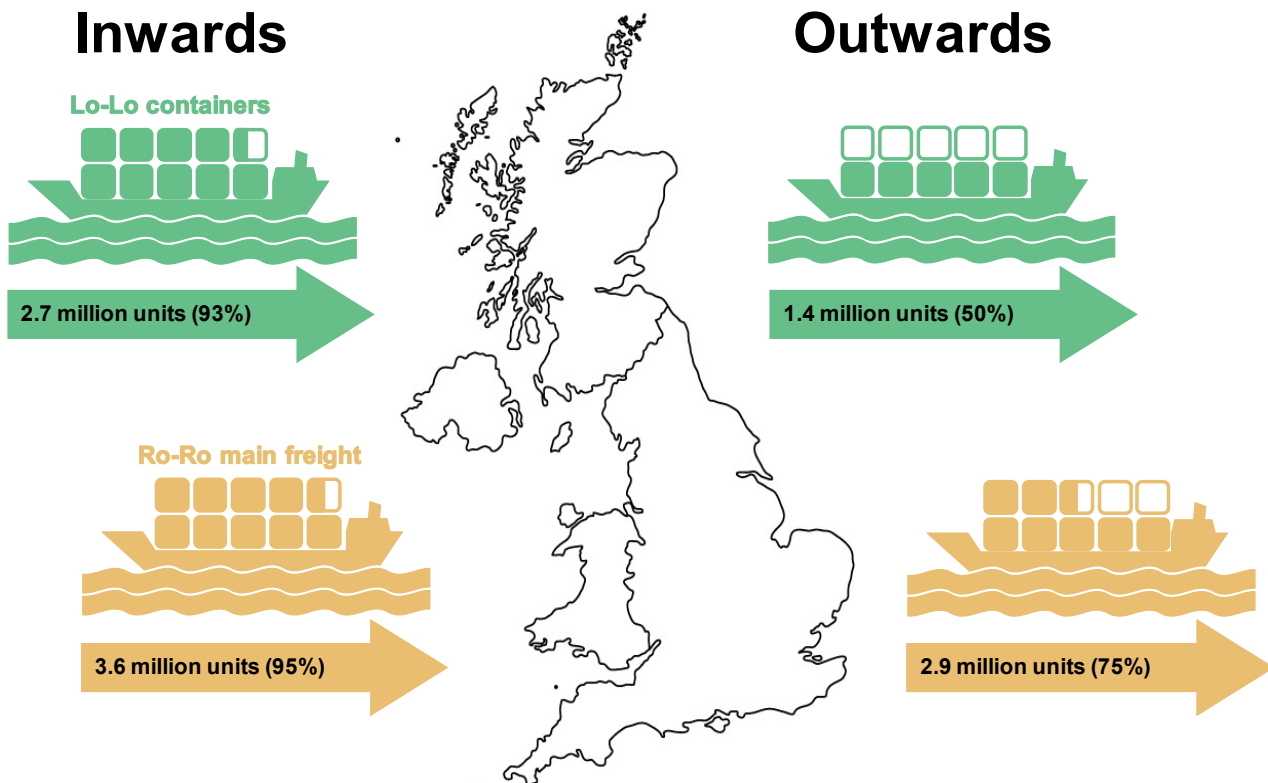 Inwards
Outwards
Lo-Lo containers
2.7 million units (93%)
1.4 million units (50%)
Ro-Ro main freight
3.6 million units (95%)
2.9 million units (75%)